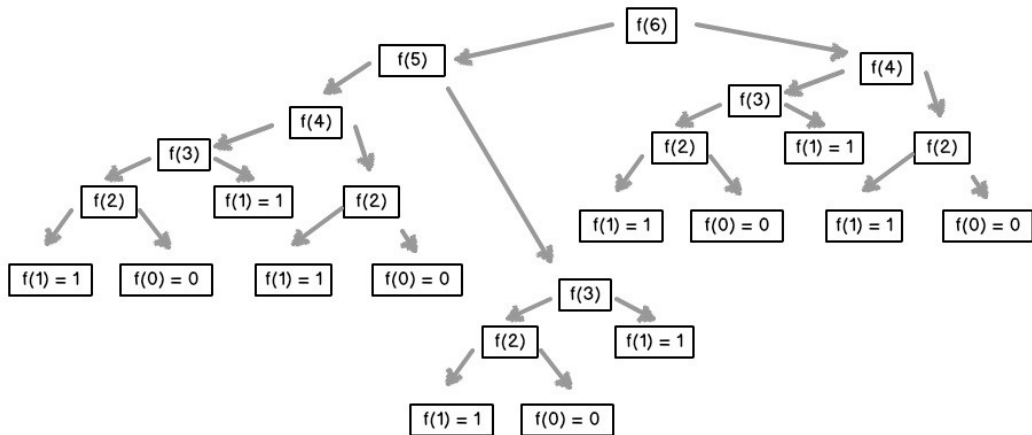 f(6)
f(5)
f(4)
f(3)
f(4)
f(3)
f(2)
f(1) = 1
f(2)
f(2)
f(1) = 1
f(2)
f(1) = 1
f(0) = 0
f(1) = 1
f(0) = 0
f(1) = 1
f(0) = 0
f(1) = 1
f(0) = 0
f(3)
f(2)
f(1) = 1
f(1) = 1
f(0) = 0